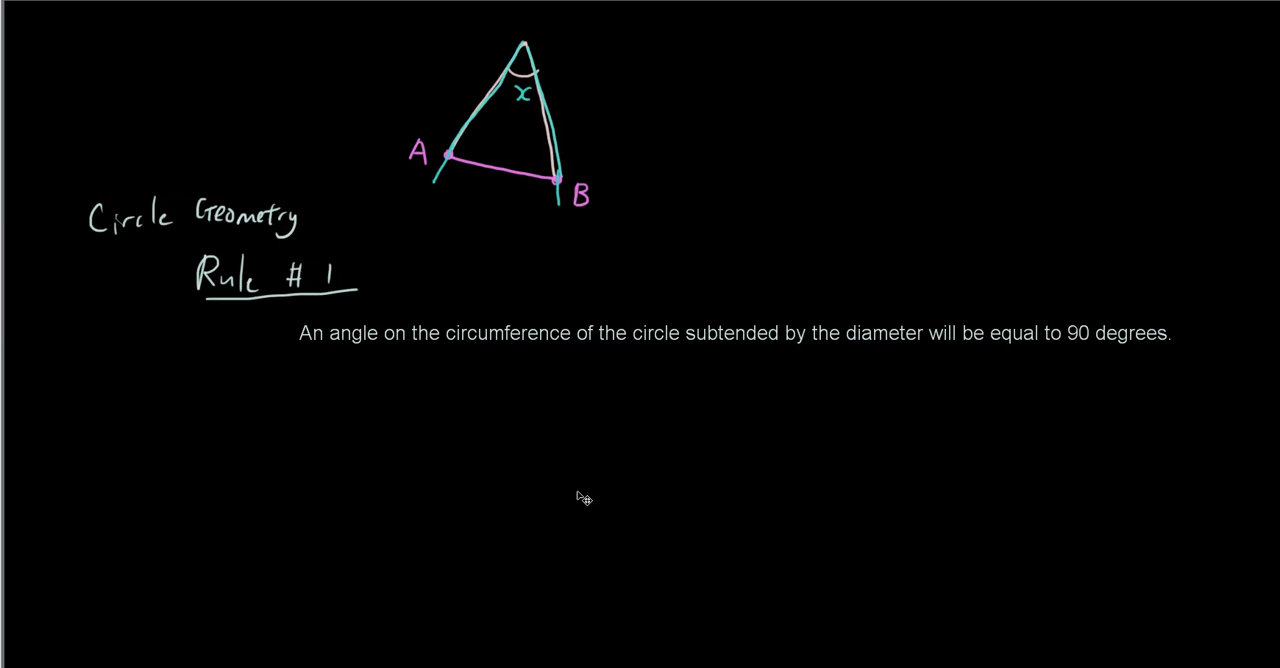 x
A
B
Circle Geometry
Rule # 1
An angle on the circumference of the circle subtended by the diameter will be equal to 90 degrees.